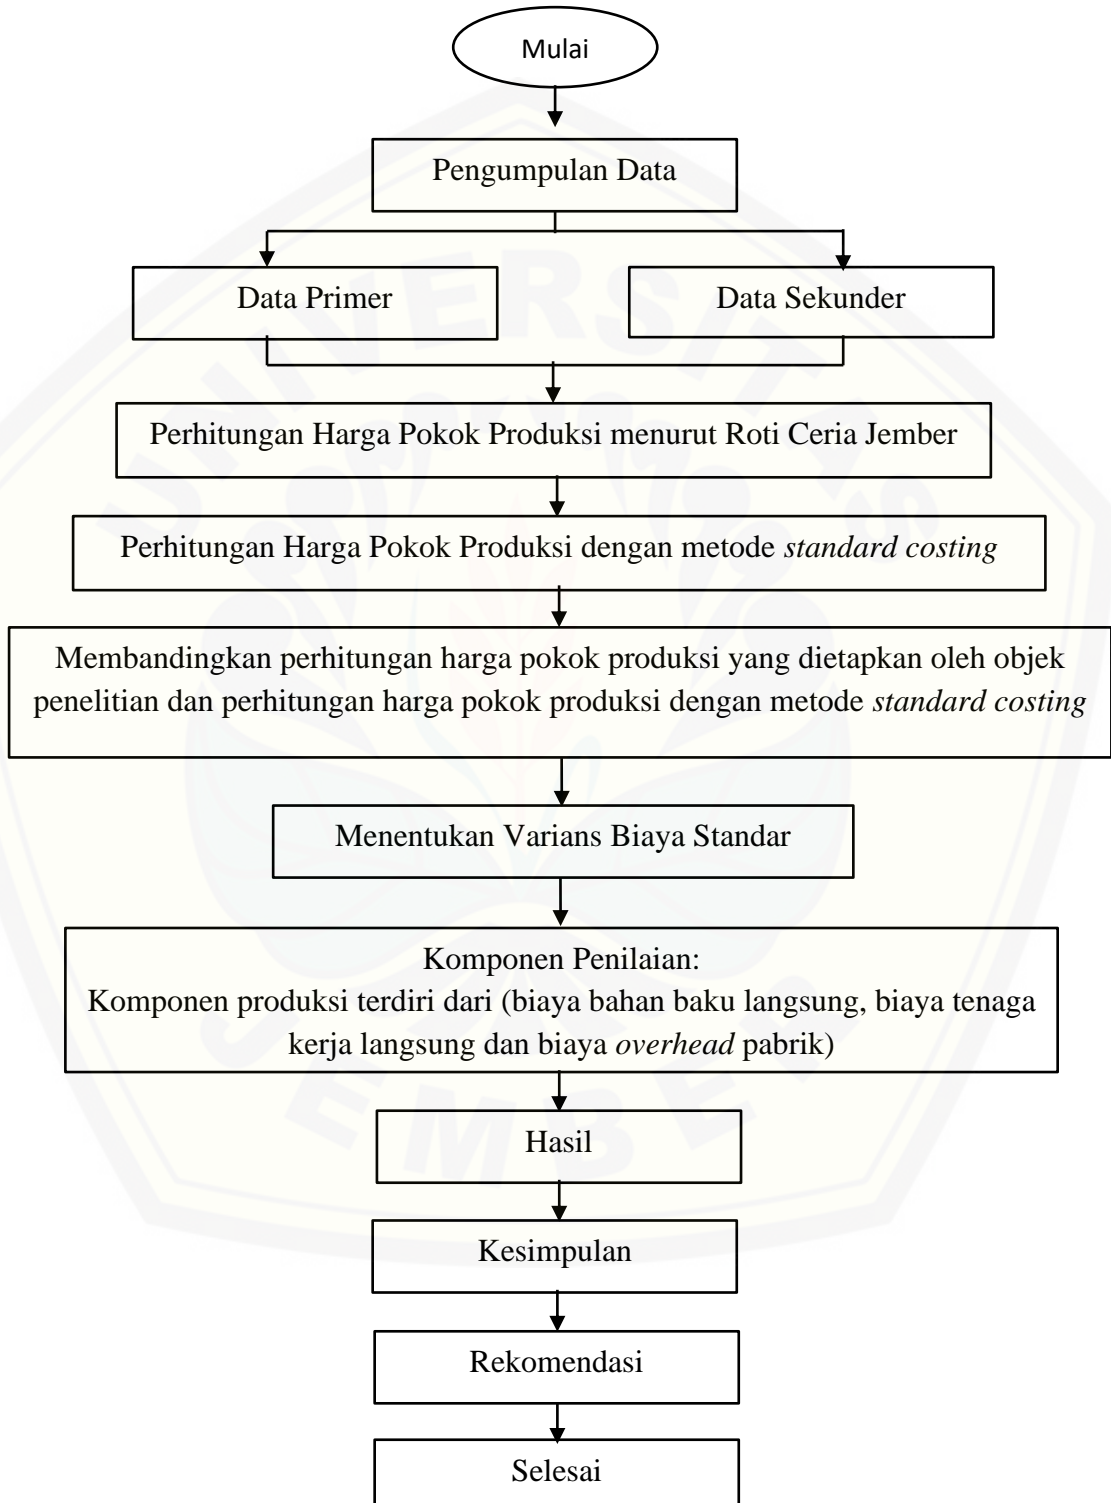 Mulai
Pengumpulan Data
Data Primer
Data Sekunder
Perhitungan Harga Pokok Produksi menurut Roti Ceria Jember
Perhitungan Harga Pokok Produksi dengan metode standard costing
Membandingkan perhitungan harga pokok produksi yang dietapkan oleh objek
penelitian dan perhitungan harga pokok produksi dengan metode standard costing
Menentukan Varians Biaya Standar
Komponen Penilaian:
Komponen produksi terdiri dari (biaya bahan baku langsung, biaya tenaga
kerja langsung dan biaya overhead pabrik)
Hasil
Kesimpulan
Rekomendasi
Selesai
UNIVERSITAS
JEMBER